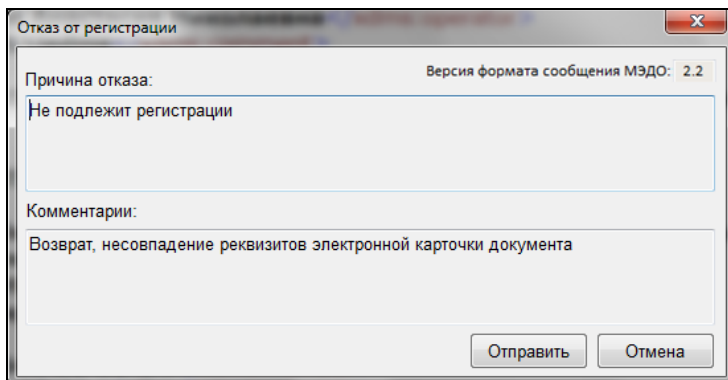 Отказ от регистрации
Версия формата сообщения МЭДО: 2.2
Причина отказа:
Не подлежит регистрации
Комментарии:
Возврат, несовпадение реквизитов электронной карточки документа
Отправить Отмена